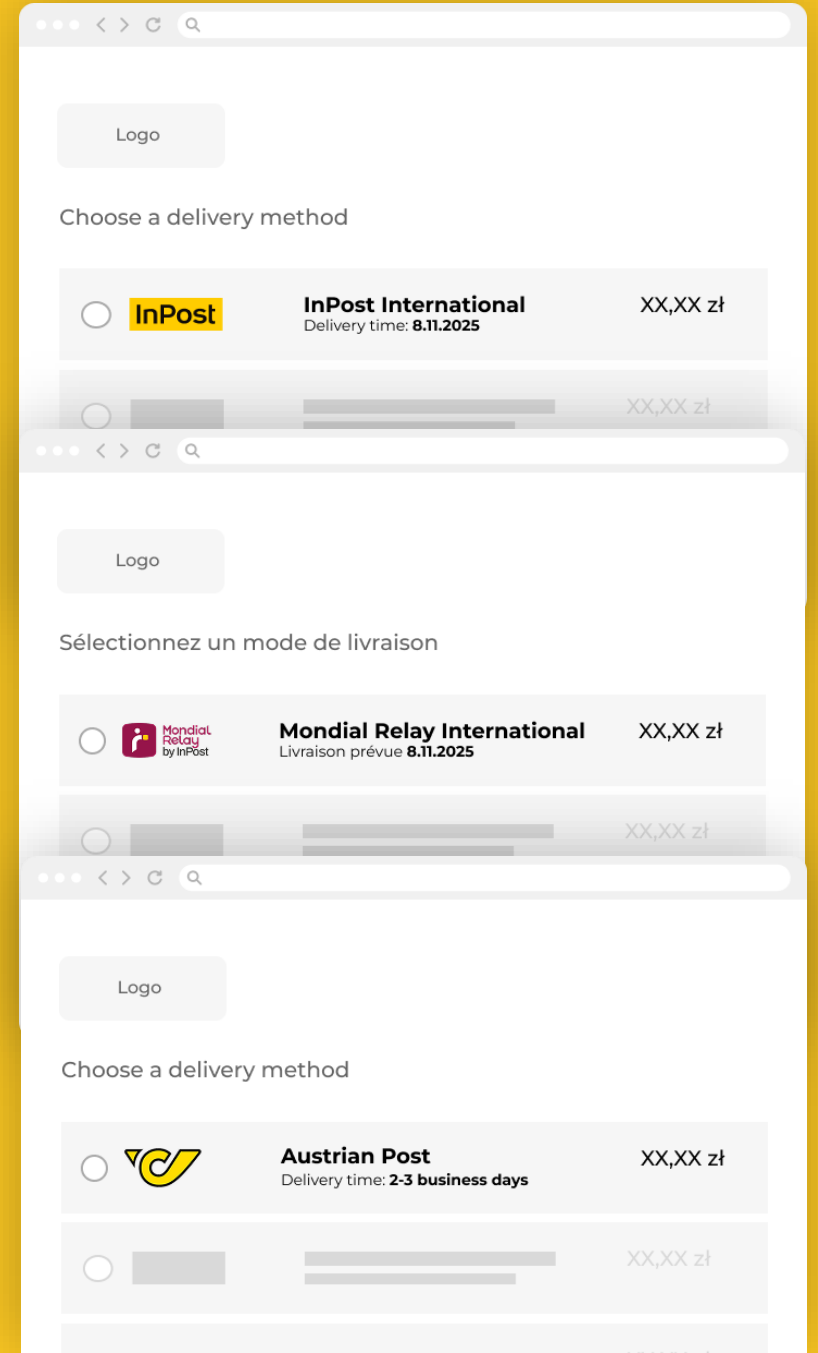 Logo
Choose a delivery method
InPost
InPost International
XX,XX zł
Delivery time: 8.11.2025
XX,XX zł
Logo
Sélectionnez un mode de livraison
Mondial
Relay
by InPost
Mondial Relay International
XX,XX zł
Livraison prévue 8.11.2025
XX,XX zł
Logo
Choose a delivery method
Austrian Post
XX,XX zł
Delivery time: 2-3 business days
XX,XX zł